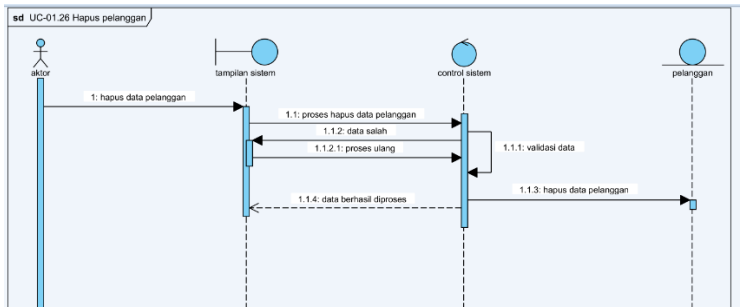 sd UC-01.26 Hapus pelanggan
aktor
tampilan sistem
control sistem
pelanggan
1: hapus data pelanggan
1.1: proses hapus data pelanggan
1.1.2: data salah
1.1.1: validasi data
1.1.2.1: proses ulang
1.1.3: hapus data pelanggan
1.1.4: data berhasil diproses